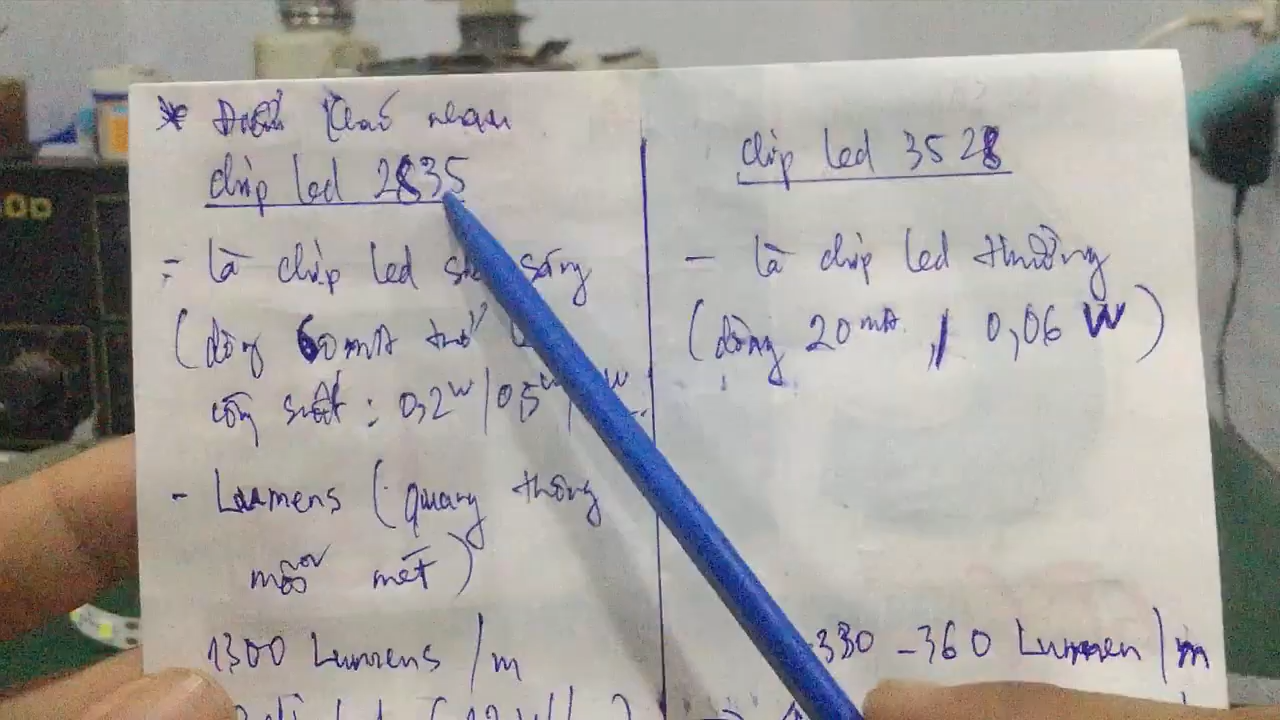 * Điểm khác nhau
chip led 2835
- là chip led sáng
(dòng 60mA
công suất : 0,2W / 0,5W / W ...
- Lumens (quang thông
mỗi mét)
1300 Lumens /m
chip led 3528
- là chip led thường
(dòng 20mA, 0,06 W)
330 - 360 Lumen / m